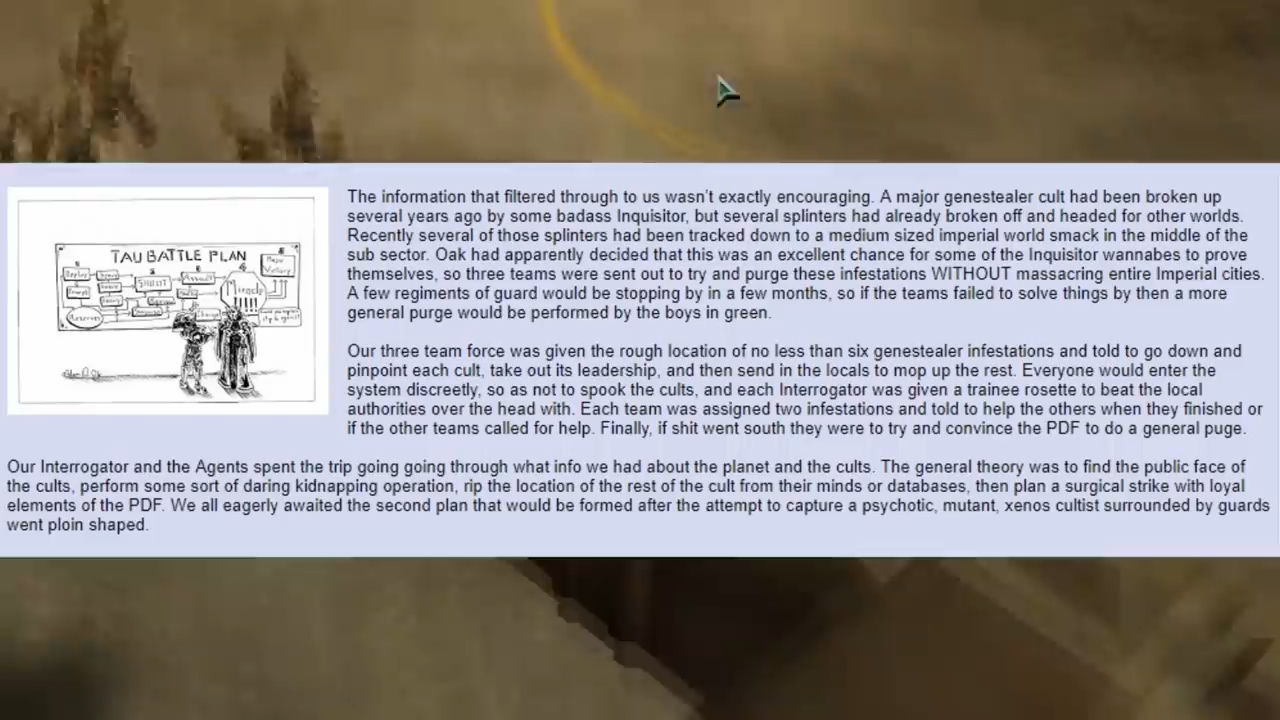 TAU BATTLE PLAN
Major
Victory
Deploy
Assault
Miracle
!!!!
Reserves
The information that filtered through to us wasn't exactly encouraging. A major genestealer cult had been broken up
several years ago by some badass Inquisitor, but several splinters had already broken off and headed for other worlds.
Recently several of those splinters had been tracked down to a medium sized imperial world smack in the middle of the
sub sector. Oak had apparently decided that this was an excellent chance for some of the Inquisitor wannabes to prove
themselves, so three teams were sent out to try and purge these infestations WITHOUT massacring entire Imperial cities.
A few regiments of guard would be stopping by in a few months, so if the teams failed to solve things by then a more
general purge would be performed by the boys in green.
Our three team force was given the rough location of no less than six genestealer infestations and told to go down and
pinpoint each cult, take out its leadership, and then send in the locals to mop up the rest. Everyone would enter the
system discreetly, so as not to spook the cults, and each Interrogator was given a trainee rosette to beat the local
authorities over the head with. Each team was assigned two infestations and told to help the others when they finished or
if the other teams called for help. Finally, if shit went south they were to try and convince the PDF to do a general puge.
Our Interrogator and the Agents spent the trip going going through what info we had about the planet and the cults. The general theory was to find the public face of
the cults, perform some sort of daring kidnapping operation, rip the location of the rest of the cult from their minds or databases, then plan a surgical strike with loyal
elements of the PDF. We all eagerly awaited the second plan that would be formed after the attempt to capture a psychotic, mutant, xenos cultist surrounded by guards
went ploin shaped.